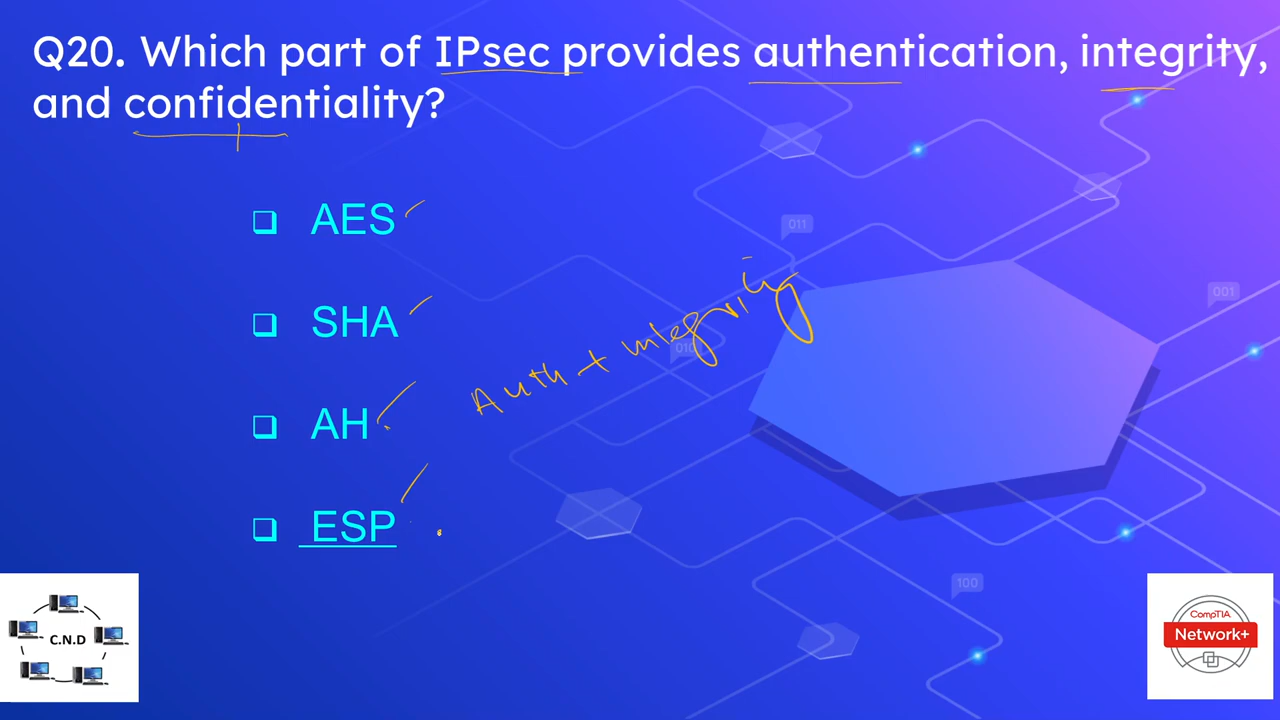 Q20. Which part of IPsec provides authentication, integrity,
and confidentiality?
AES
SHA
AH
Auth + integrity
ESP
011
001
010
100
C.N.D
CompTIA
Network+